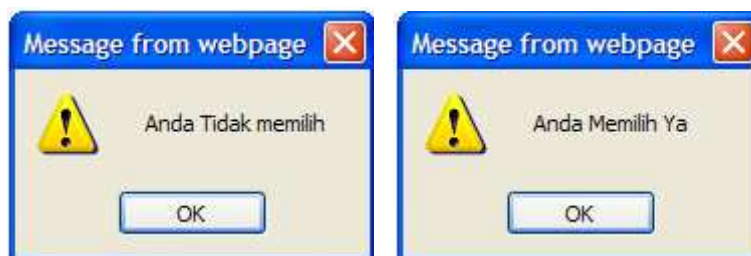 Message from webpage
Anda Tidak memilih
OK
Message from webpage
Anda Memilih Ya
OK